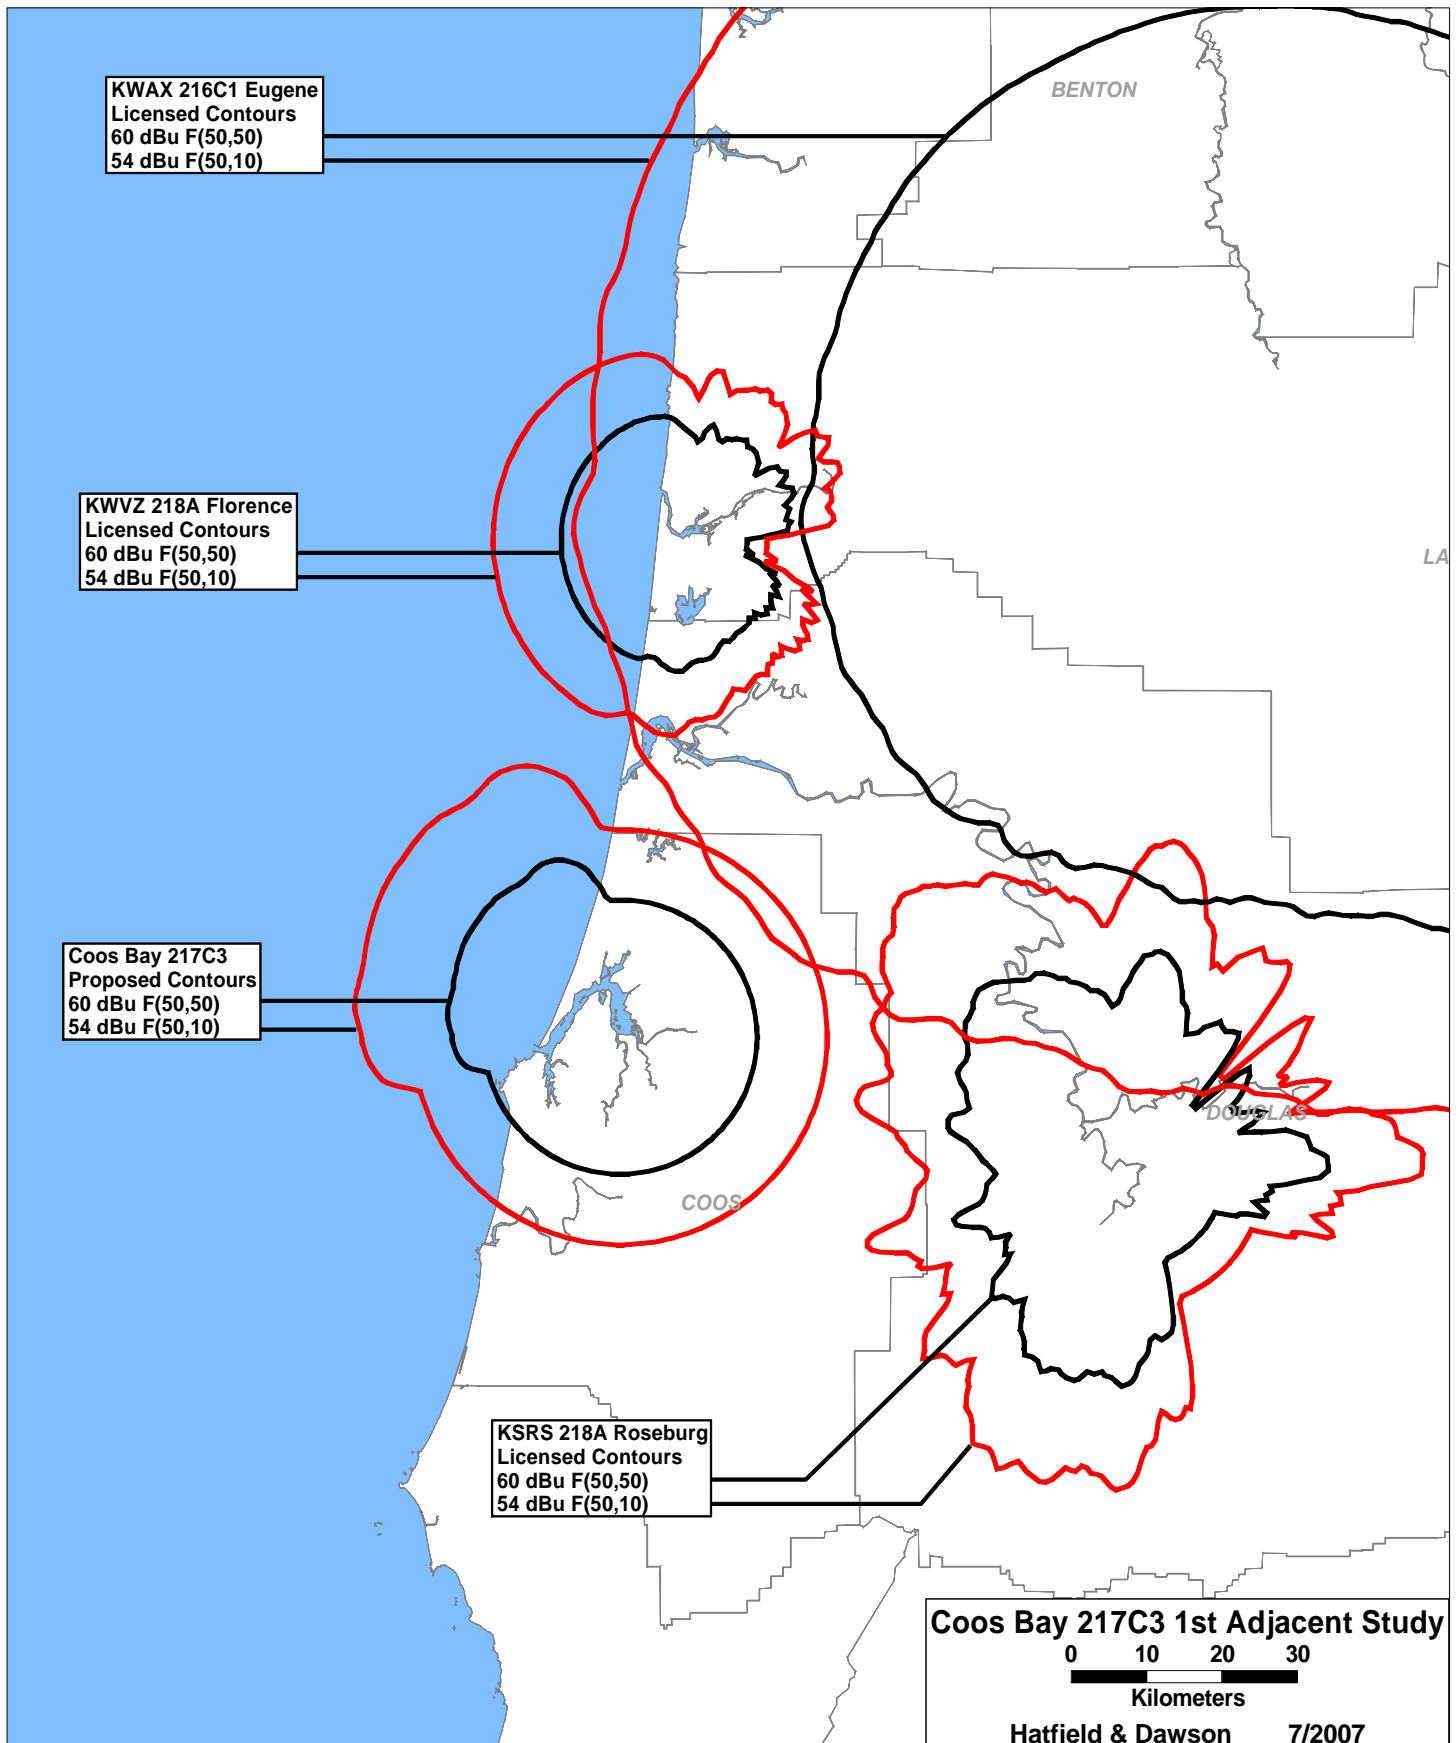 KWAX 216C1 Eugene
Licensed Contours
60 dBu F(50,50)
54 dBu F(50,10)
BENTON
KWVZ 218A Florence
Licensed Contours
60 dBu F(50,50)
54 dBu F(50,10)
LA
Coos Bay 217C3
Proposed Contours
60 dBu F(50,50)
54 dBu F(50,10)
DOUGLAS
COOS
KSRS 218A Roseburg
Licensed Contours
60 dBu F(50,50)
54 dBu F(50,10)
Coos Bay 217C3 1st Adjacent Study
0 10 20 30
Kilometers
Hatfield & Dawson 7/2007